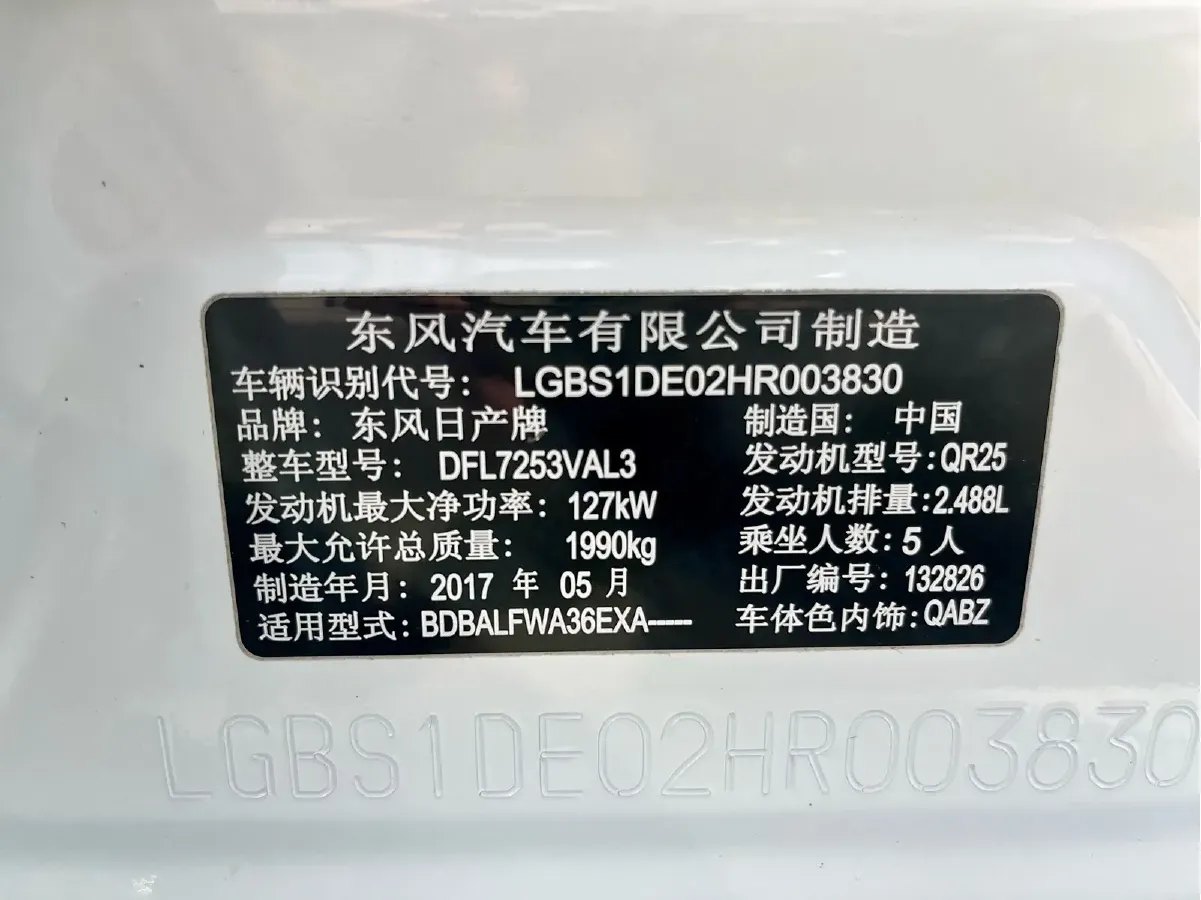 东风汽车有限公司制造
车辆识别代号: LGBS1DE02HR003830
品牌: 东风日产牌 制造国: 中国
整车型号: DFL7253VAL3 发动机型号: QR25
发动机最大净功率: 127kW 发动机排量: 2.488L
最大允许总质量: 1990kg 乘坐人数: 5 人
制造年月: 2017 年 05 月 出厂编号: 132826
适用型式: BDBALFWA36EXA----- 车体色内饰: QABZ
LGBS1DE02HR003830